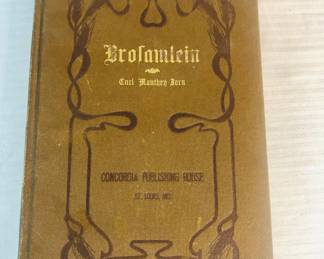 Brosamlein
Carl Manthey Zorn
CONCORDIA PUBLISHING HOUSE
ST. LOUIS, MO.